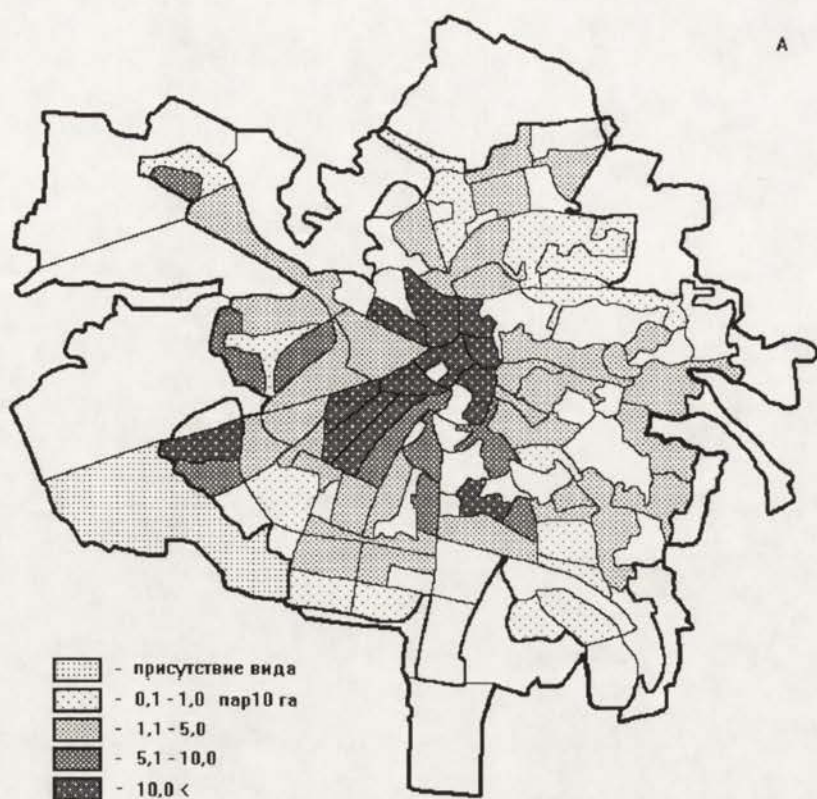 А
- присутствие вида
- 0,1 - 1,0 пар10 га
- 1,1 - 5,0
- 5,1 - 10,0
- 10,0 <